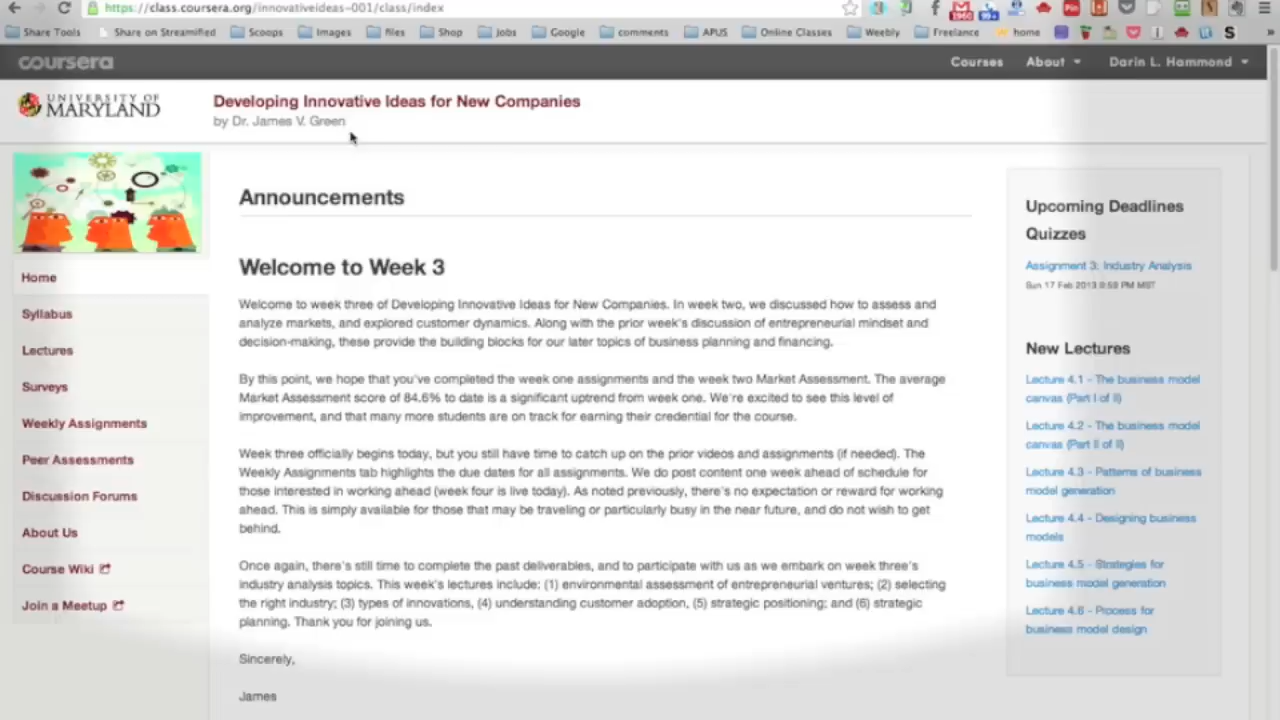 https://class.coursera.org/innovativeideas-001/class/index
Share Tools
Share on Streamified
Scoops
Images
files
Shop
Jobs
Google
comments
APUS
Online Classes
Weebly
Freelance
home
coursera
Courses
About
Darin L. Hammond
UNIVERSITY OF
MARYLAND
Developing Innovative Ideas for New Companies
by Dr. James V. Green
Home
Syllabus
Lectures
Surveys
Weekly Assignments
Peer Assessments
Discussion Forums
About Us
Course Wiki
Join a Meetup
Announcements
Welcome to Week 3
Welcome to week three of Developing Innovative Ideas for New Companies. In week two, we discussed how to assess and
analyze markets, and explored customer dynamics. Along with the prior week's discussion of entrepreneurial mindset and
decision-making, these provide the building blocks for our later topics of business planning and financing.
By this point, we hope that you've completed the week one assignments and the week two Market Assessment. The average
Market Assessment score of 84.6% to date is a significant uptrend from week one. We're excited to see this level of
improvement, and that many more students are on track for earning their credential for the course.
Week three officially begins today, but you still have time to catch up on the prior videos and assignments (if needed). The
Weekly Assignments tab highlights the due dates for all assignments. We do post content one week ahead of schedule for
those interested in working ahead (week four is live today). As noted previously, there's no expectation or reward for working
ahead. This is simply available for those that may be traveling or particularly busy in the near future, and do not wish to get
behind.
Once again, there's still time to complete the past deliverables, and to participate with us as we embark on week three's
industry analysis topics. This week's lectures include; (1) environmental assessment of entrepreneurial ventures; (2) selecting
the right industry; (3) types of innovations, (4) understanding customer adoption, (5) strategic positioning; and (6) strategic
planning. Thank you for joining us.
Sincerely,
James
Upcoming Deadlines
Quizzes
Assignment 3: Industry Analysis
Sun 17 Feb 2013 9:59 PM MST
New Lectures
Lecture 4.1 - The business model
canvas (Part I of II)
Lecture 4.2 - The business model
canvas (Part II of II)
Lecture 4.3 - Patterns of business
model generation
Lecture 4.4 - Designing business
models
Lecture 4.5 - Strategies for
business model generation
Lecture 4.6 - Process for
business model design